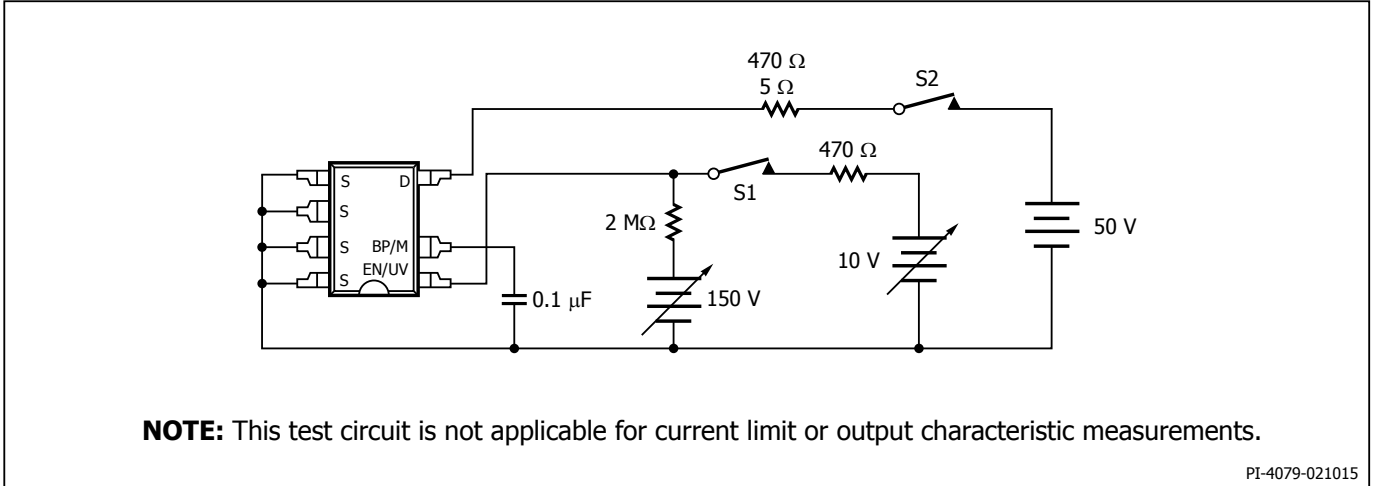 470 Ω
5 Ω
S2
470 Ω
S1
S
D
S
S
BP/M
EN/UV
S
2 MΩ
10 V
50 V
0.1 μF
150 V
NOTE: This test circuit is not applicable for current limit or output characteristic measurements.
PI-4079-021015